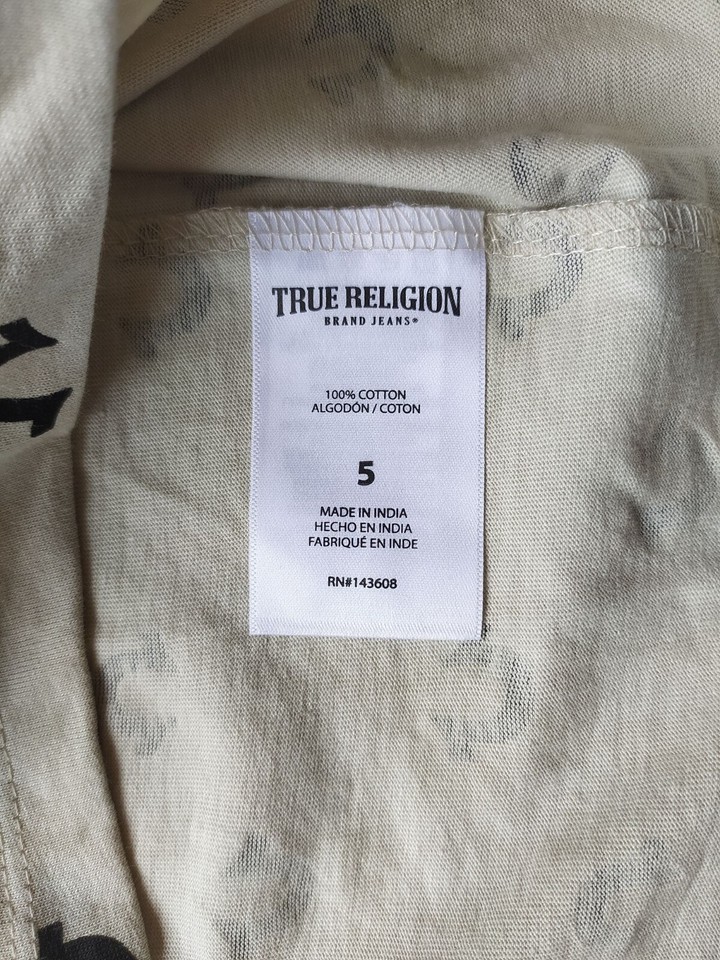 TRUE RELIGION
BRAND JEANS®
100% COTTON
ALGODÓN / COTON
5
MADE IN INDIA
HECHO EN INDIA
FABRIQUÉ EN INDE
RN#143608